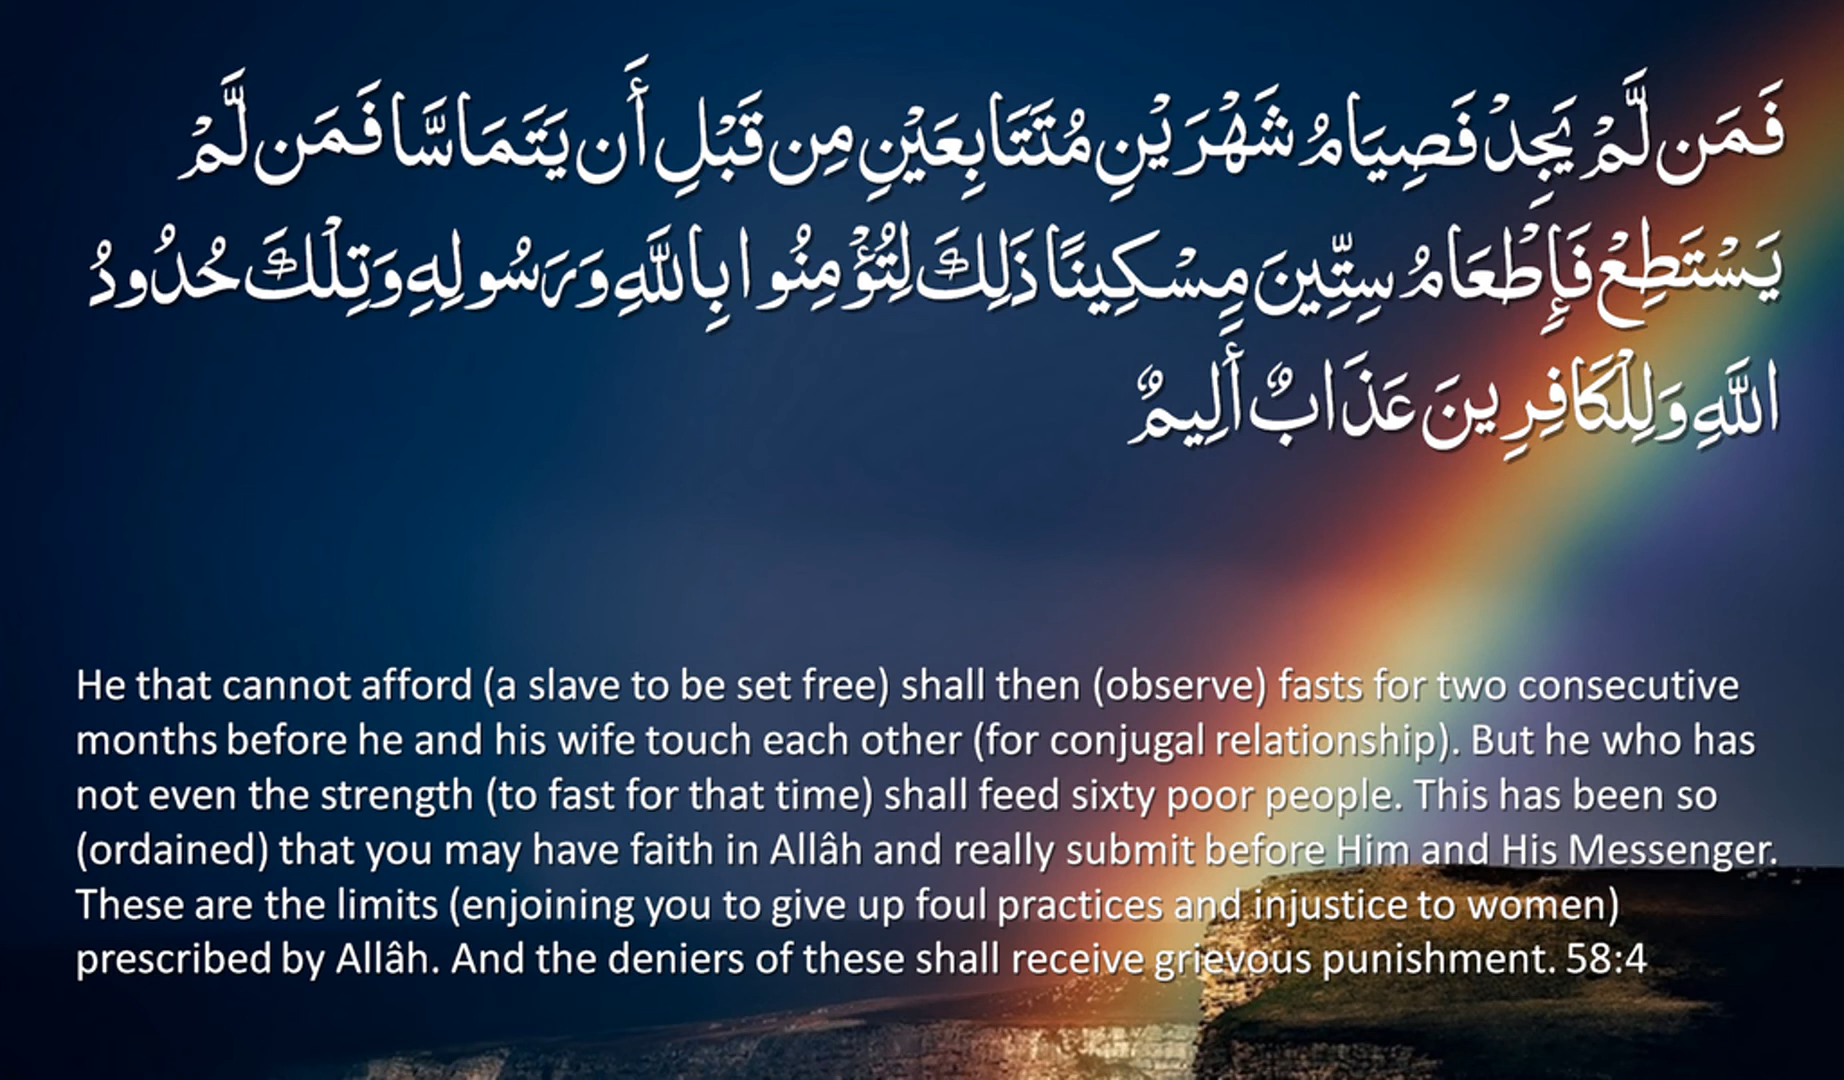 فَمَن لَّمْ يَجِدْ فَصِيَامُ شَهْرَيْنِ مُتَتَابِعَيْنِ مِن قَبْلِ أَن يَتَمَاسَّا فَمَن لَّمْ
يَسْتَطِعْ فَإِطْعَامُ سِتِّينَ مِسْكِينًا ذَلِكَ لِتُؤْمِنُوا بِاللَّهِ وَرَسُولِهِ وَتِلْكَ حُدُودُ
اللَّهِ وَلِلْكَافِرِينَ عَذَابٌ أَلِيمٌ
He that cannot afford (a slave to be set free) shall then (observe) fasts for two consecutive
months before he and his wife touch each other (for conjugal relationship). But he who has
not even the strength (to fast for that time) shall feed sixty poor people. This has been so
(ordained) that you may have faith in Allâh and really submit before Him and His Messenger.
These are the limits (enjoining you to give up foul practices and injustice to women)
prescribed by Allâh. And the deniers of these shall receive grievous punishment. 58:4